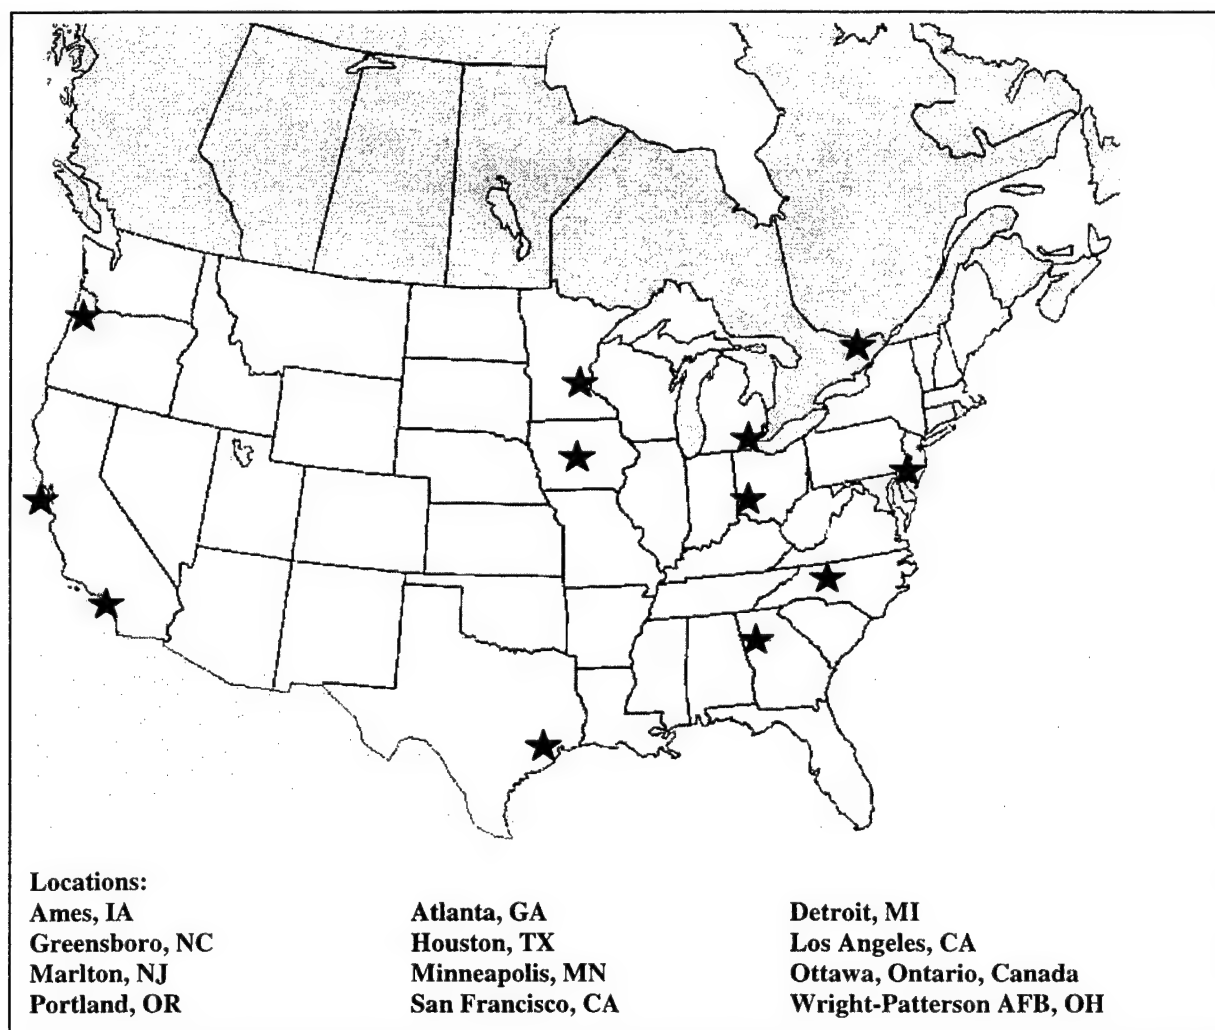 Locations:
Ames, IA Atlanta, GA Detroit, MI
Greensboro, NC Houston, TX Los Angeles, CA
Marlton, NJ Minneapolis, MN Ottawa, Ontario, Canada
Portland, OR San Francisco, CA Wright-Patterson AFB, OH